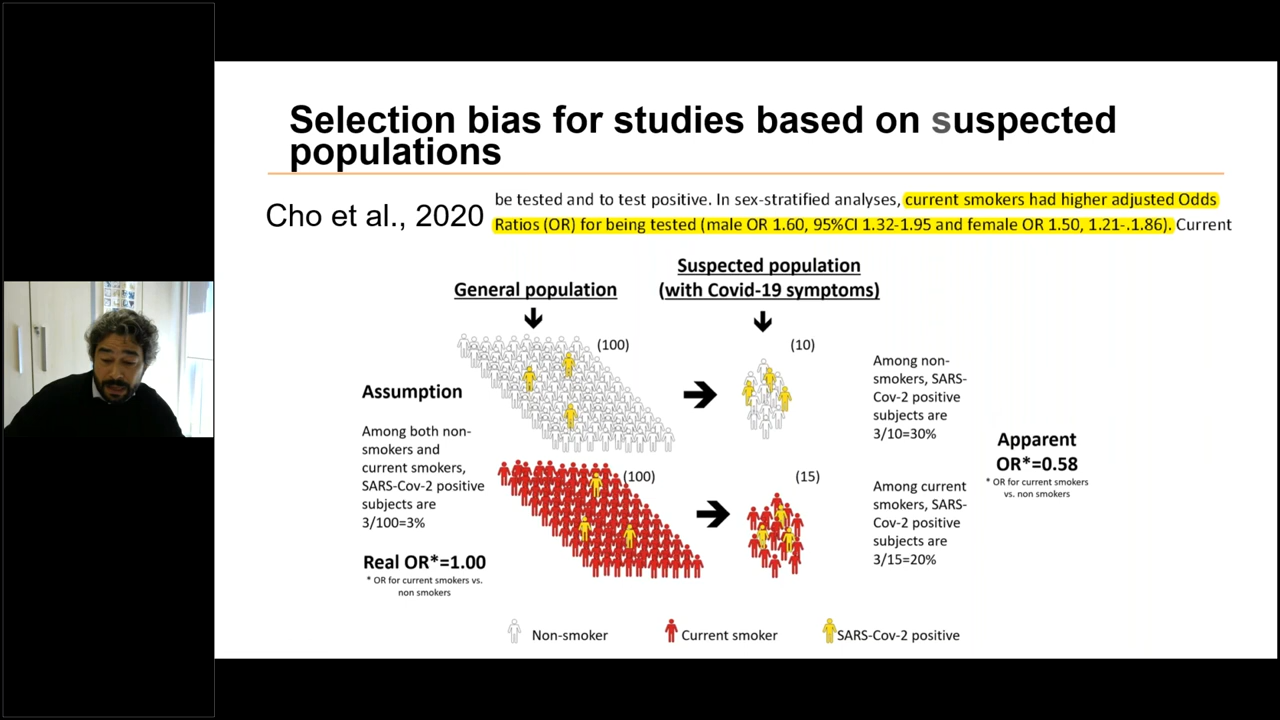 Selection bias for studies based on suspected
populations
Cho et al., 2020
be tested and to test positive. In sex-stratified analyses, current smokers had higher adjusted Odds
Ratios (OR) for being tested (male OR 1.60, 95%CI 1.32-1.95 and female OR 1.50, 1.21-.1.86). Current
General population
Suspected population
(with Covid-19 symptoms)
(100)
(10)
Assumption
Among both non-
smokers and
current smokers,
SARS-Cov-2 positive
subjects are
3/100=3%
Real OR*=1.00
* OR for current smokers vs.
non smokers
Among non-
smokers, SARS-
Cov-2 positive
subjects are
3/10=30%
(100)
(15)
Among current
smokers, SARS-
Cov-2 positive
subjects are
3/15=20%
Apparent
OR*=0.58
* OR for current smokers
vs. non smokers
Non-smoker
Current smoker
SARS-Cov-2 positive